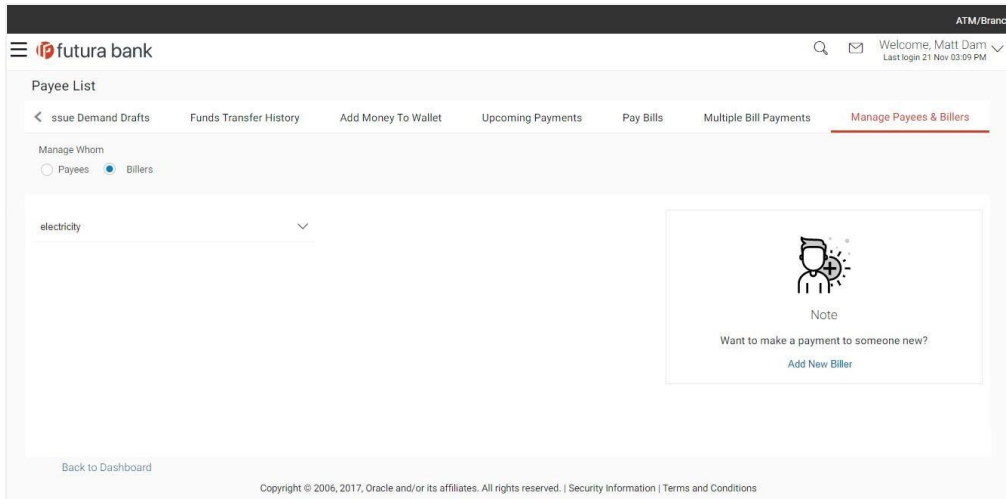 ATM/Branc
futura bank
Welcome, Matt Dam
Last login 21 Nov 03:09 PM
Payee List
ssue Demand Drafts Funds Transfer History Add Money To Wallet Upcoming Payments Pay Bills Multiple Bill Payments Manage Payees & Billers
Manage Whom
Payees Billers
electricity
Note
Want to make a payment to someone new?
Add New Biller
Back to Dashboard
Copyright © 2006, 2017, Oracle and/or its affiliates. All rights reserved. | Security Information | Terms and Conditions